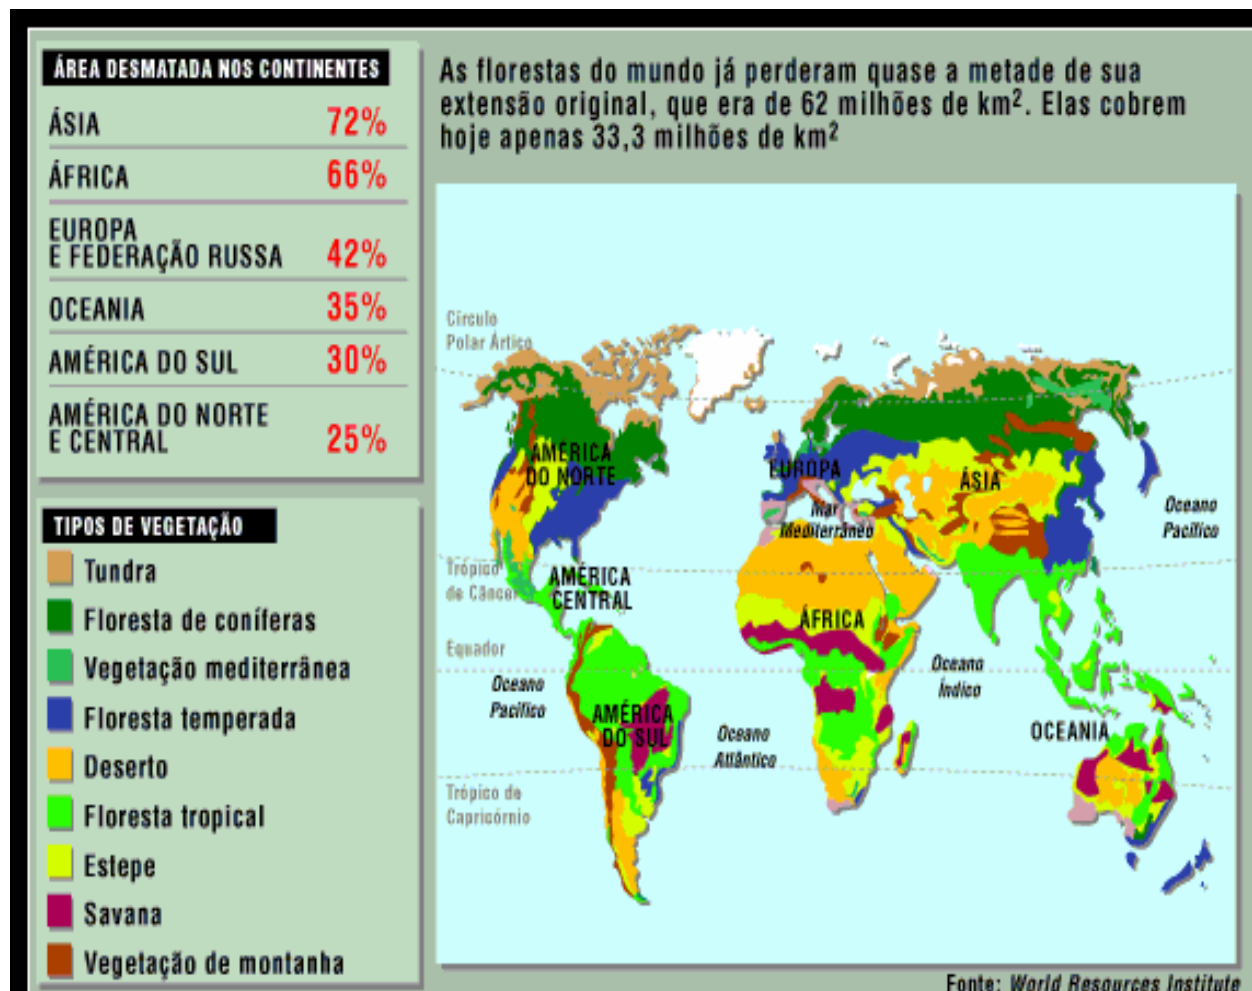 ÁREA DESMATADA NOS CONTINENTES
ÁSIA 72%
ÁFRICA 66%
EUROPA
E FEDERAÇÃO RUSSA 42%
OCEANIA 35%
AMÉRICA DO SUL 30%
AMÉRICA DO NORTE
E CENTRAL 25%
TIPOS DE VEGETAÇÃO
Tundra
Floresta de coníferas
Vegetação mediterrânea
Floresta temperada
Deserto
Floresta tropical
Estepe
Savana
Vegetação de montanha
As florestas do mundo já perderam quase a metade de sua
extensão original, que era de 62 milhões de km². Elas cobrem
hoje apenas 33,3 milhões de km²
Círculo
Polar Ártico
AMÉRICA
DO NORTE
EUROPA
ÁSIA
Mar
Mediterrâneo
Oceano
Pacífico
Trópico
de Câncer
AMÉRICA
CENTRAL
ÁFRICA
Equador
Oceano
Pacífico
Oceano
Índico
AMÉRICA
DO SUL
Oceano
Atlântico
OCEANIA
Trópico de
Capricórnio
Fonte: World Resources Institute